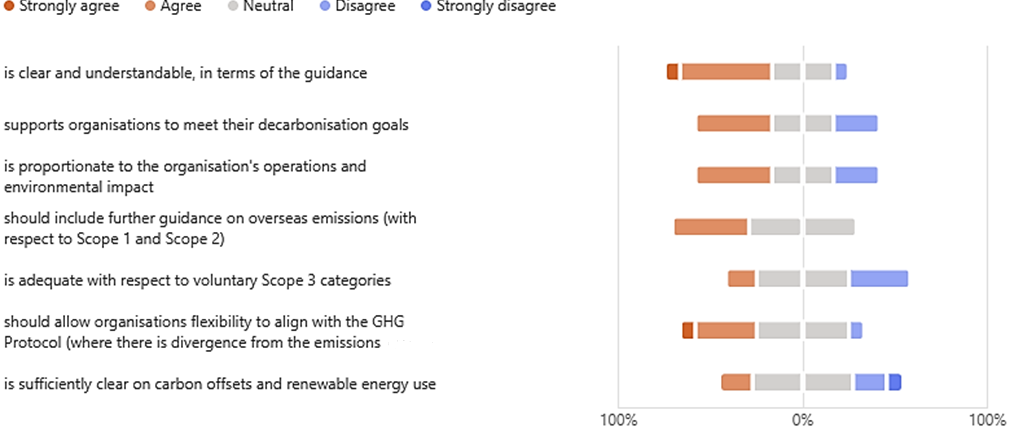 Strongly agree Agree Neutral Disagree Strongly disagree
is clear and understandable, in terms of the guidance
supports organisations to meet their decarbonisation goals
is proportionate to the organisation's operations and
environmental impact
should include further guidance on overseas emissions (with
respect to Scope 1 and Scope 2)
is adequate with respect to voluntary Scope 3 categories
should allow organisations flexibility to align with the GHG
Protocol (where there is divergence from the emissions
is sufficiently clear on carbon offsets and renewable energy use
100% 0% 100%